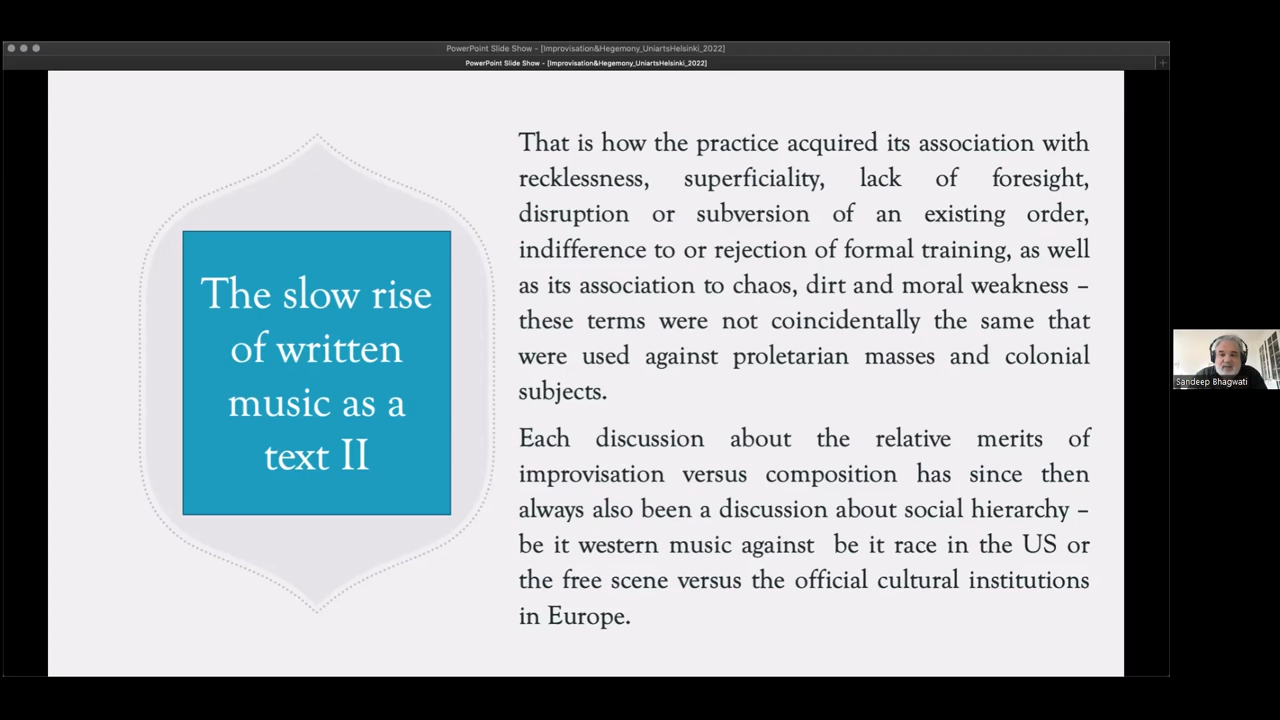 PowerPoint Slide Show - [Improvisation&Hegemony_UniartsHelsinki_2022]
PowerPoint Slide Show - [Improvisation&Hegemony_UniartsHelsinki_2022]
The slow rise
of written
music as a
text II
That is how the practice acquired its association with
recklessness, superficiality, lack of foresight,
disruption or subversion of an existing order,
indifference to or rejection of formal training, as well
as its association to chaos, dirt and moral weakness –
these terms were not coincidentally the same that
were used against proletarian masses and colonial
subjects.
Each discussion about the relative merits of
improvisation versus composition has since then
always also been a discussion about social hierarchy –
be it western music against be it race in the US or
the free scene versus the official cultural institutions
in Europe.
Sandeep Bhagwati